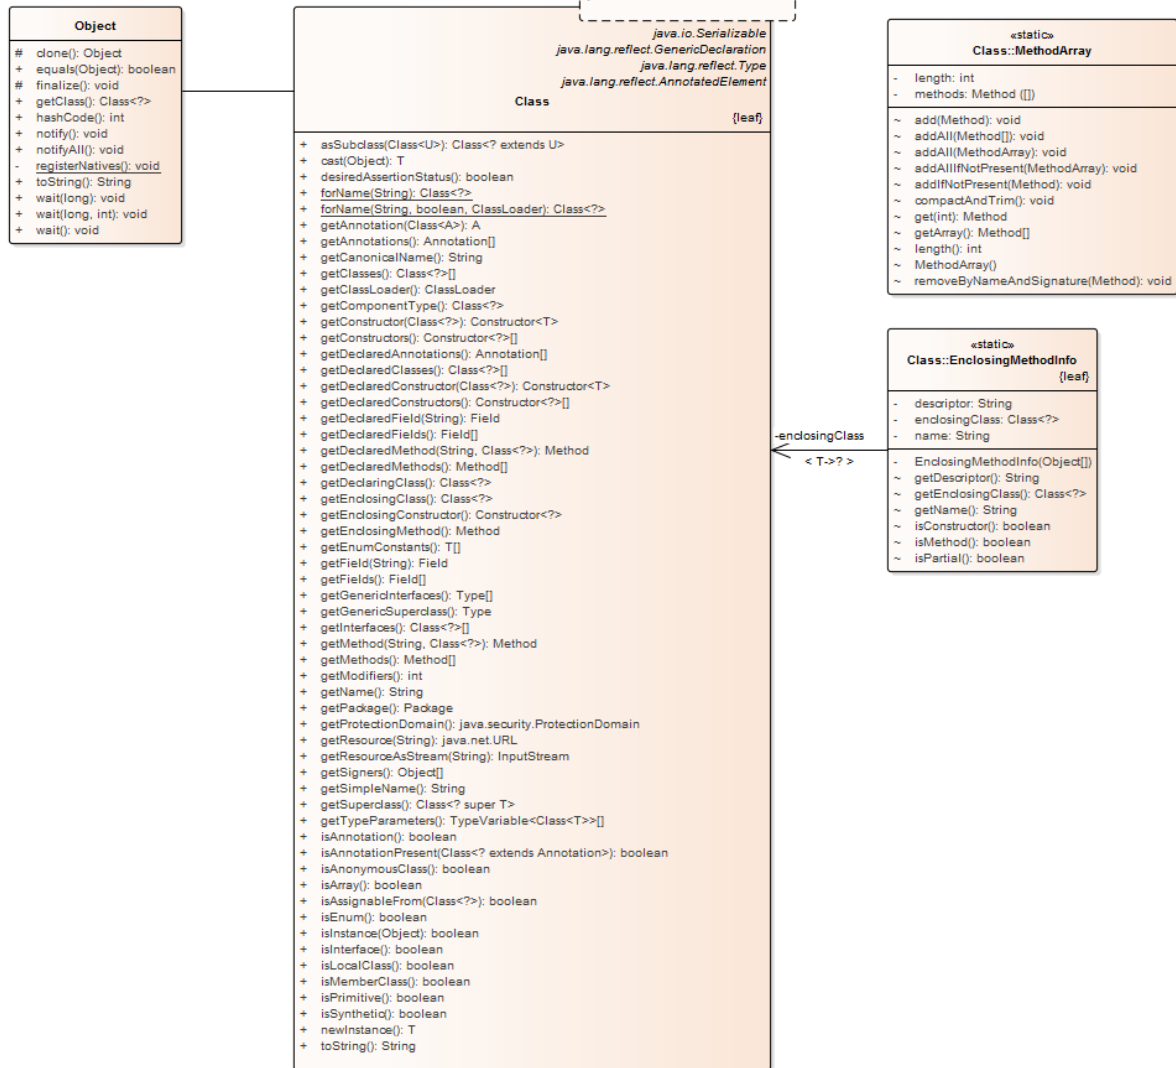 Object
# clone(): Object
+ equals(Object): boolean
# finalize(): void
+ getClass(): Class<?>
+ hashCode(): int
+ notify(): void
+ notifyAll(): void
- registerNatives(): void
+ toString(): String
+ wait(long): void
+ wait(long, int): void
+ wait(): void
java.io.Serializable
java.lang.reflect.GenericDeclaration
java.lang.reflect.Type
java.lang.reflect.AnnotatedElement
Class
{leaf}
+ asSubclass(Class<U>): Class<? extends U>
+ cast(Object): T
+ desiredAssertionStatus(): boolean
+ forName(String): Class<?>
+ forName(String, boolean, ClassLoader): Class<?>
+ getAnnotation(Class<A>): A
+ getAnnotations(): Annotation[]
+ getCanonicalName(): String
+ getClasses(): Class<?>[]
+ getClassLoader(): ClassLoader
+ getComponentType(): Class<?>
+ getConstructor(Class<?>): Constructor<T>
+ getConstructors(): Constructor<?>[]
+ getDeclaredAnnotations(): Annotation[]
+ getDeclaredClasses(): Class<?>[]
+ getDeclaredConstructor(Class<?>): Constructor<T>
+ getDeclaredConstructors(): Constructor<?>[]
+ getDeclaredField(String): Field
+ getDeclaredFields(): Field[]
+ getDeclaredMethod(String, Class<?>): Method
+ getDeclaredMethods(): Method[]
+ getDeclaringClass(): Class<?>
+ getEnclosingClass(): Class<?>
+ getEnclosingConstructor(): Constructor<?>
+ getEnclosingMethod(): Method
+ getEnumConstants(): T[]
+ getField(String): Field
+ getFields(): Field[]
+ getGenericInterfaces(): Type[]
+ getGenericSuperclass(): Type
+ getInterfaces(): Class<?>[]
+ getMethod(String, Class<?>): Method
+ getMethods(): Method[]
+ getModifiers(): int
+ getName(): String
+ getPackage(): Package
+ getProtectionDomain(): java.security.ProtectionDomain
+ getResource(String): java.net.URL
+ getResourceAsStream(String): InputStream
+ getSigners(): Object[]
+ getSimpleName(): String
+ getSuperclass(): Class<? super T>
+ getTypeParameters(): TypeVariable<Class<T>>[]
+ isAnnotation(): boolean
+ isAnnotationPresent(Class<? extends Annotation>): boolean
+ isAnonymousClass(): boolean
+ isArray(): boolean
+ isAssignableFrom(Class<?>): boolean
+ isEnum(): boolean
+ isInstance(Object): boolean
+ isInterface(): boolean
+ isLocalClass(): boolean
+ isMemberClass(): boolean
+ isPrimitive(): boolean
+ isSynthetic(): boolean
+ newInstance(): T
+ toString(): String
-enclosingClass
< T->? >
«static»
Class::MethodArray
- length: int
- methods: Method ([])
~ add(Method): void
~ addAll(Method[]): void
~ addAll(MethodArray): void
~ addAllIfNotPresent(MethodArray): void
~ addIfNotPresent(Method): void
~ compactAndTrim(): void
~ get(int): Method
~ getArray(): Method[]
~ length(): int
~ MethodArray()
~ removeByNameAndSignature(Method): void
«static»
Class::EnclosingMethodInfo
{leaf}
- descriptor: String
- enclosingClass: Class<?>
- name: String
- EnclosingMethodInfo(Object[])
~ getDescriptor(): String
~ getEnclosingClass(): Class<?>
~ getName(): String
~ isConstructor(): boolean
~ isMethod(): boolean
~ isPartial(): boolean